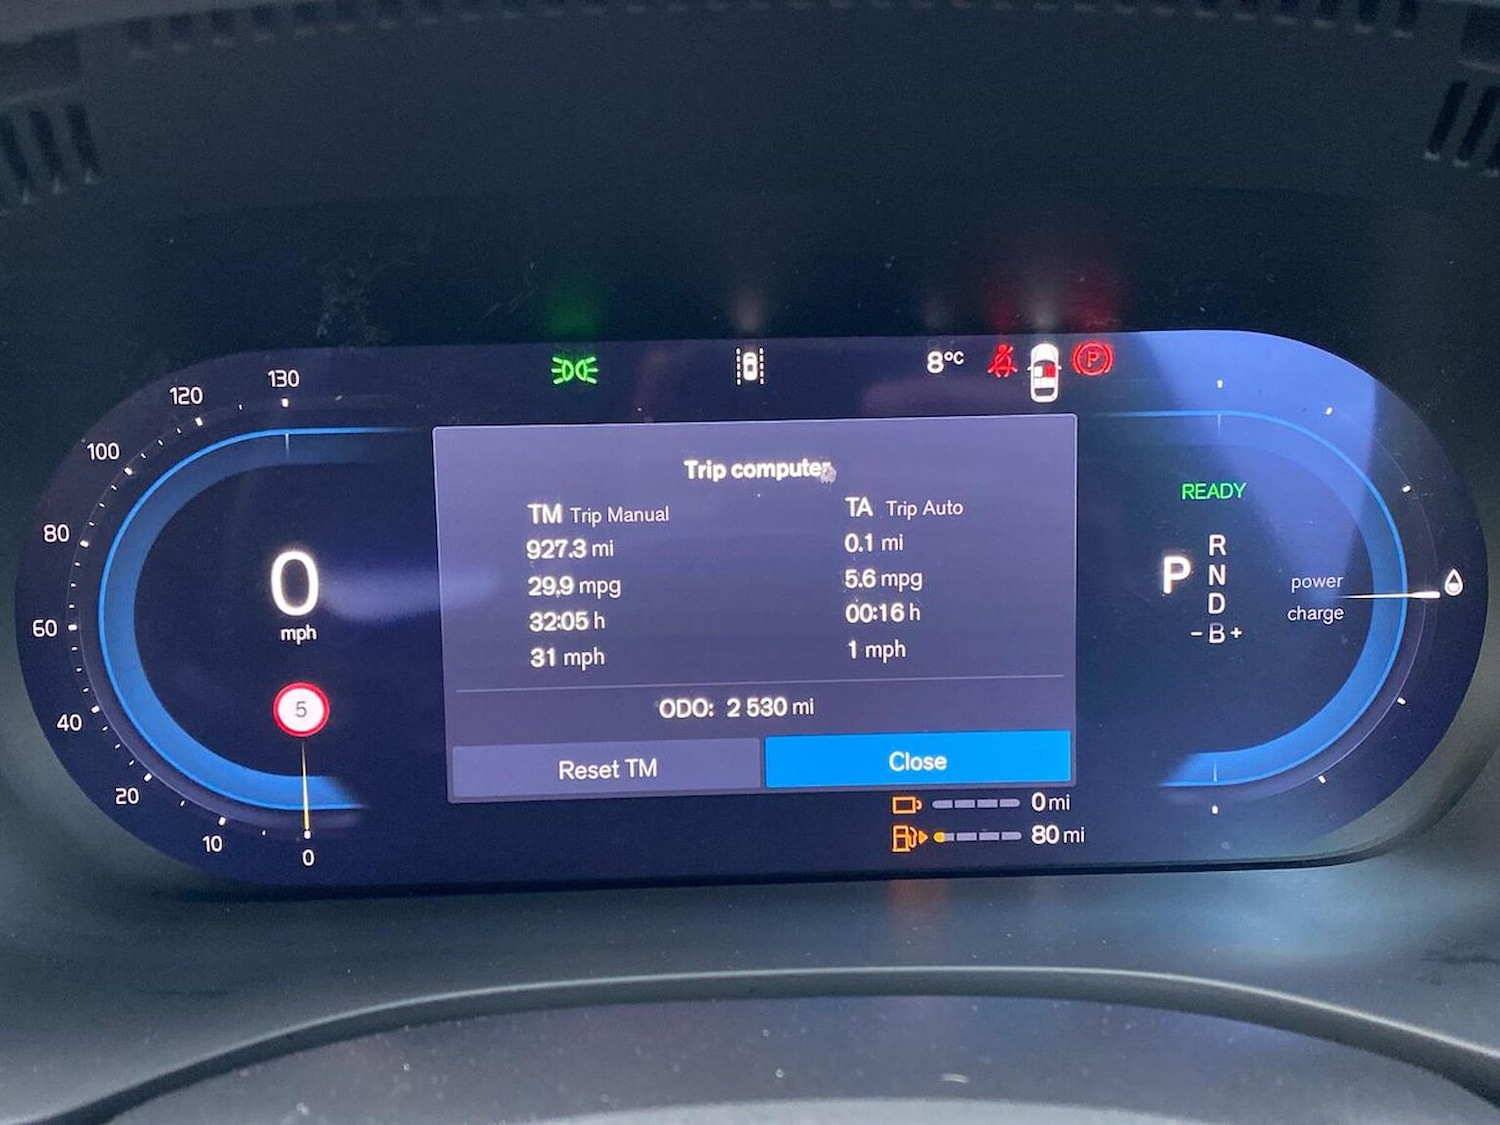 8°C
P
130
120
100
80
60
40
20
10
0
0
mph
5
Trip computer
TM Trip Manual
927.3 mi
29.9 mpg
32:05 h
31 mph
TA Trip Auto
0.1 mi
5.6 mpg
00:16 h
1 mph
ODO: 2 530 mi
Reset TM
Close
0 mi
80 mi
READY
P
R
N
D
-B+
power
charge